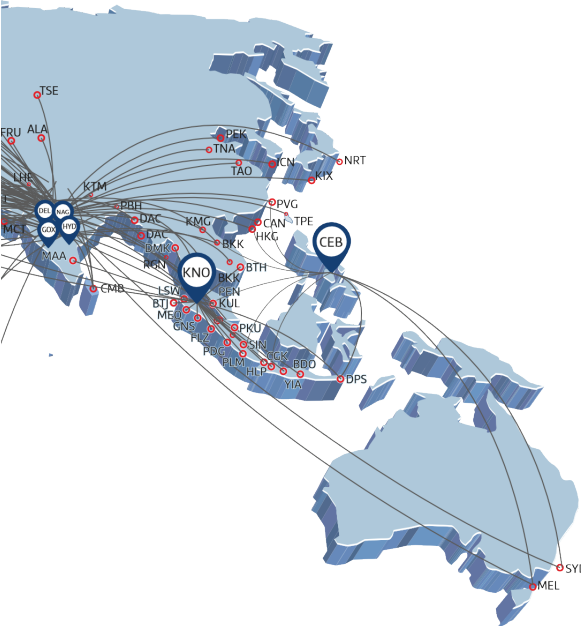 TSE
FRU
ALA
PEK
TNA
TAO
ICN
NRT
KIX
LHE
KTM
DEL
NAG
PBH
PVG
MCT
GOX
HYD
DAC
KMG
CAN
TPE
DAC
HKG
CEB
DMK
BKK
MAA
RGN
KNO
BTH
BKK
CMB
LSW
PEN
BTJ
KUL
MEQ
GNS
PKU
FLZ
SIN
PDG
CGK
PLM
BDO
HLP
DPS
YIA
SYD
MEL